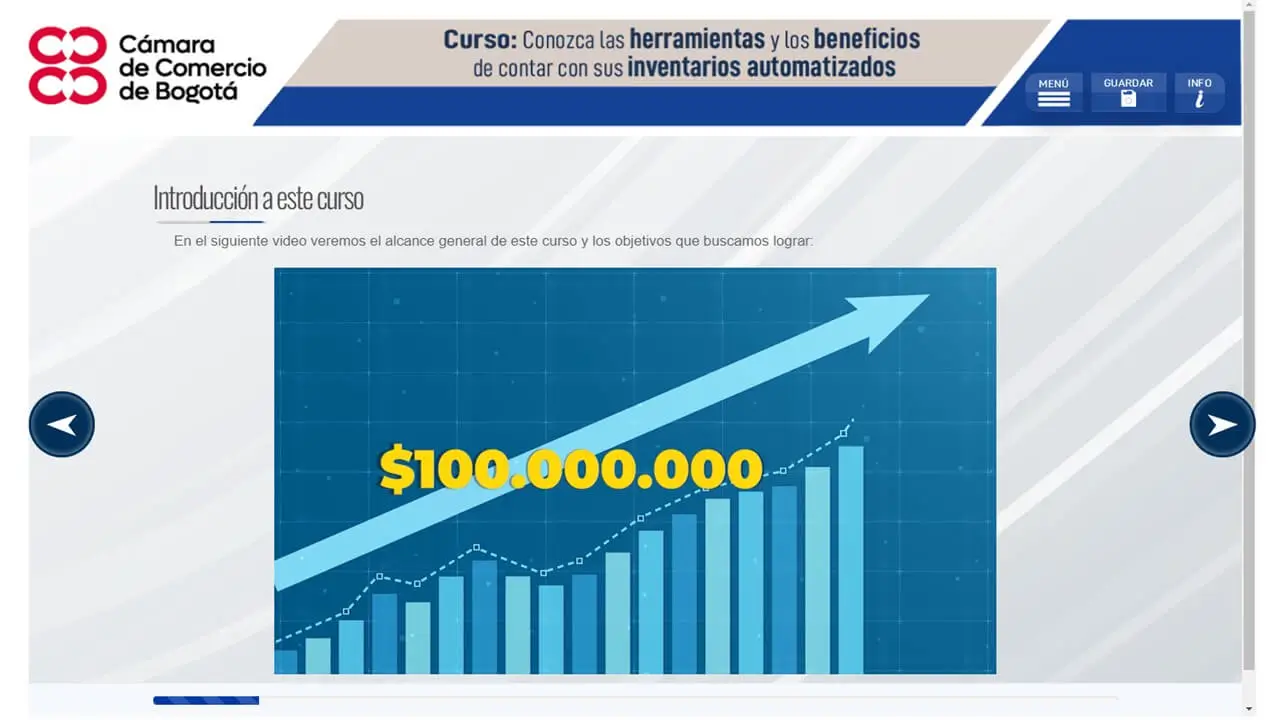 Cámara
de Comercio
de Bogotá
Curso: Conozca las herramientas y los beneficios
de contar con sus inventarios automatizados
MENÚ
GUARDAR
INFO
Introducción a este curso
En el siguiente video veremos el alcance general de este curso y los objetivos que buscamos lograr:
$100.000.000